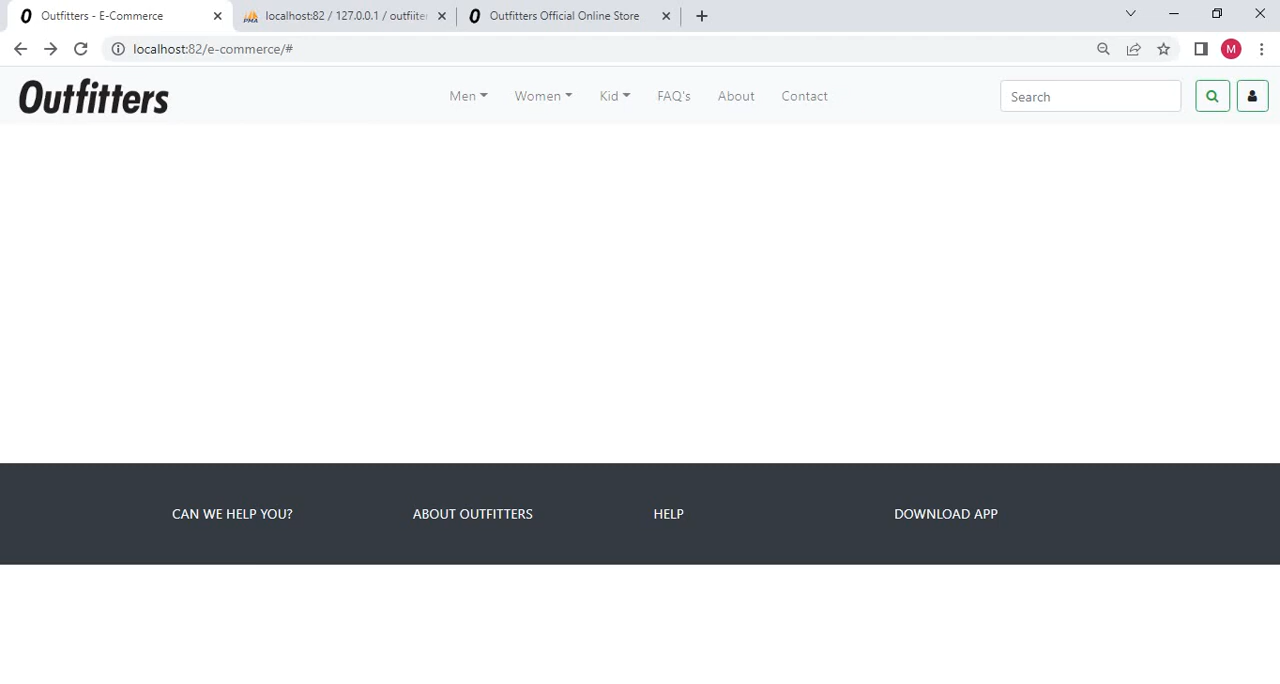 Outfitters - E-Commerce
localhost:82 / 127.0.0.1 / outfiiter
Outfitters Official Online Store
localhost:82/e-commerce/#
M
Outfitters
Men
Women
Kid
FAQ's
About
Contact
Search
CAN WE HELP YOU?
ABOUT OUTFITTERS
HELP
DOWNLOAD APP